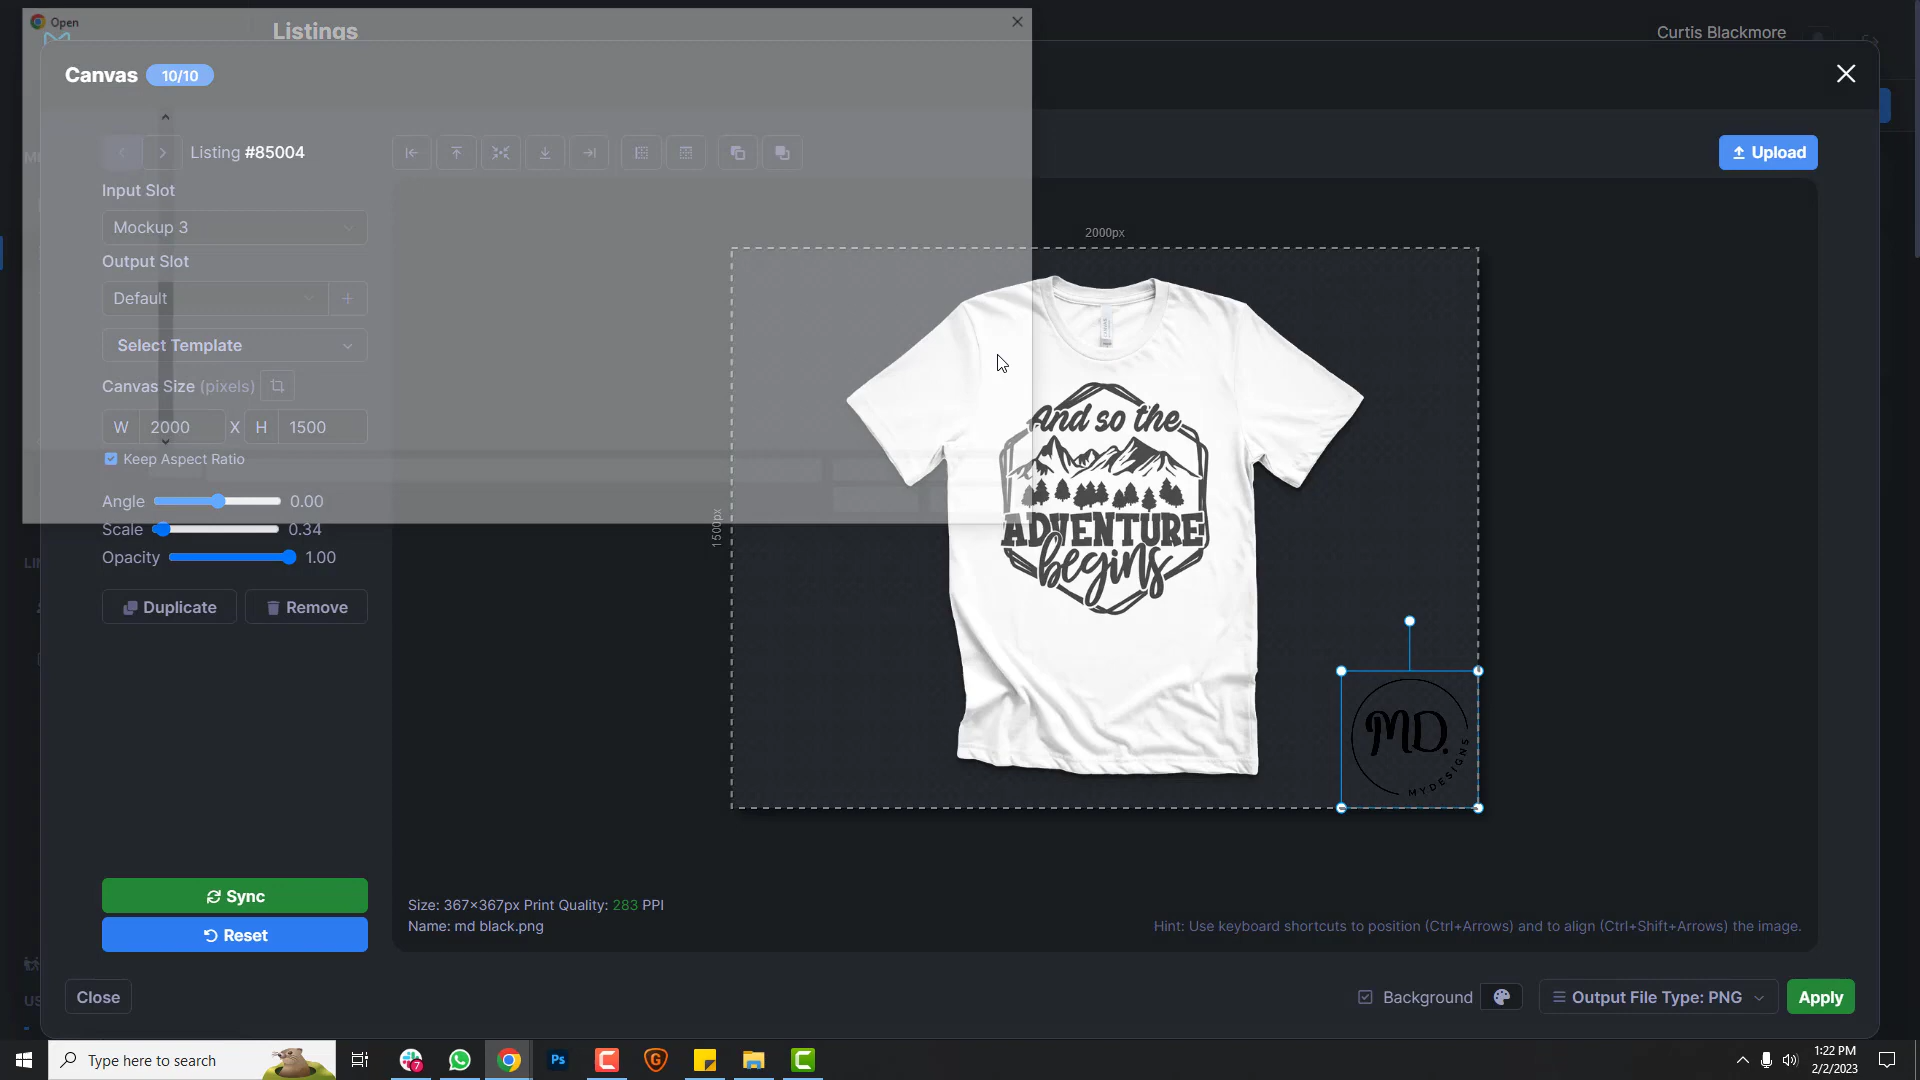 Open
Listings
Curtis Blackmore
Canvas 10/10
Listing #85004
Upload
Input Slot
Mockup 3
Output Slot
Default
Select Template
Canvas Size (pixels)
W 2000 X H 1500
Keep Aspect Ratio
Angle 0.00
Scale 0.34
Opacity 1.00
Duplicate Remove
2000px
1500px
And so the
ADVENTURE
begins
MD.
MYDESIGNS
Sync
Reset
Size: 367×367px Print Quality: 283 PPI
Name: md black.png
Hint: Use keyboard shortcuts to position (Ctrl+Arrows) and to align (Ctrl+Shift+Arrows) the image.
Close
Background
Output File Type: PNG
Apply
Type here to search
Ps
7
1:22 PM
2/2/2023